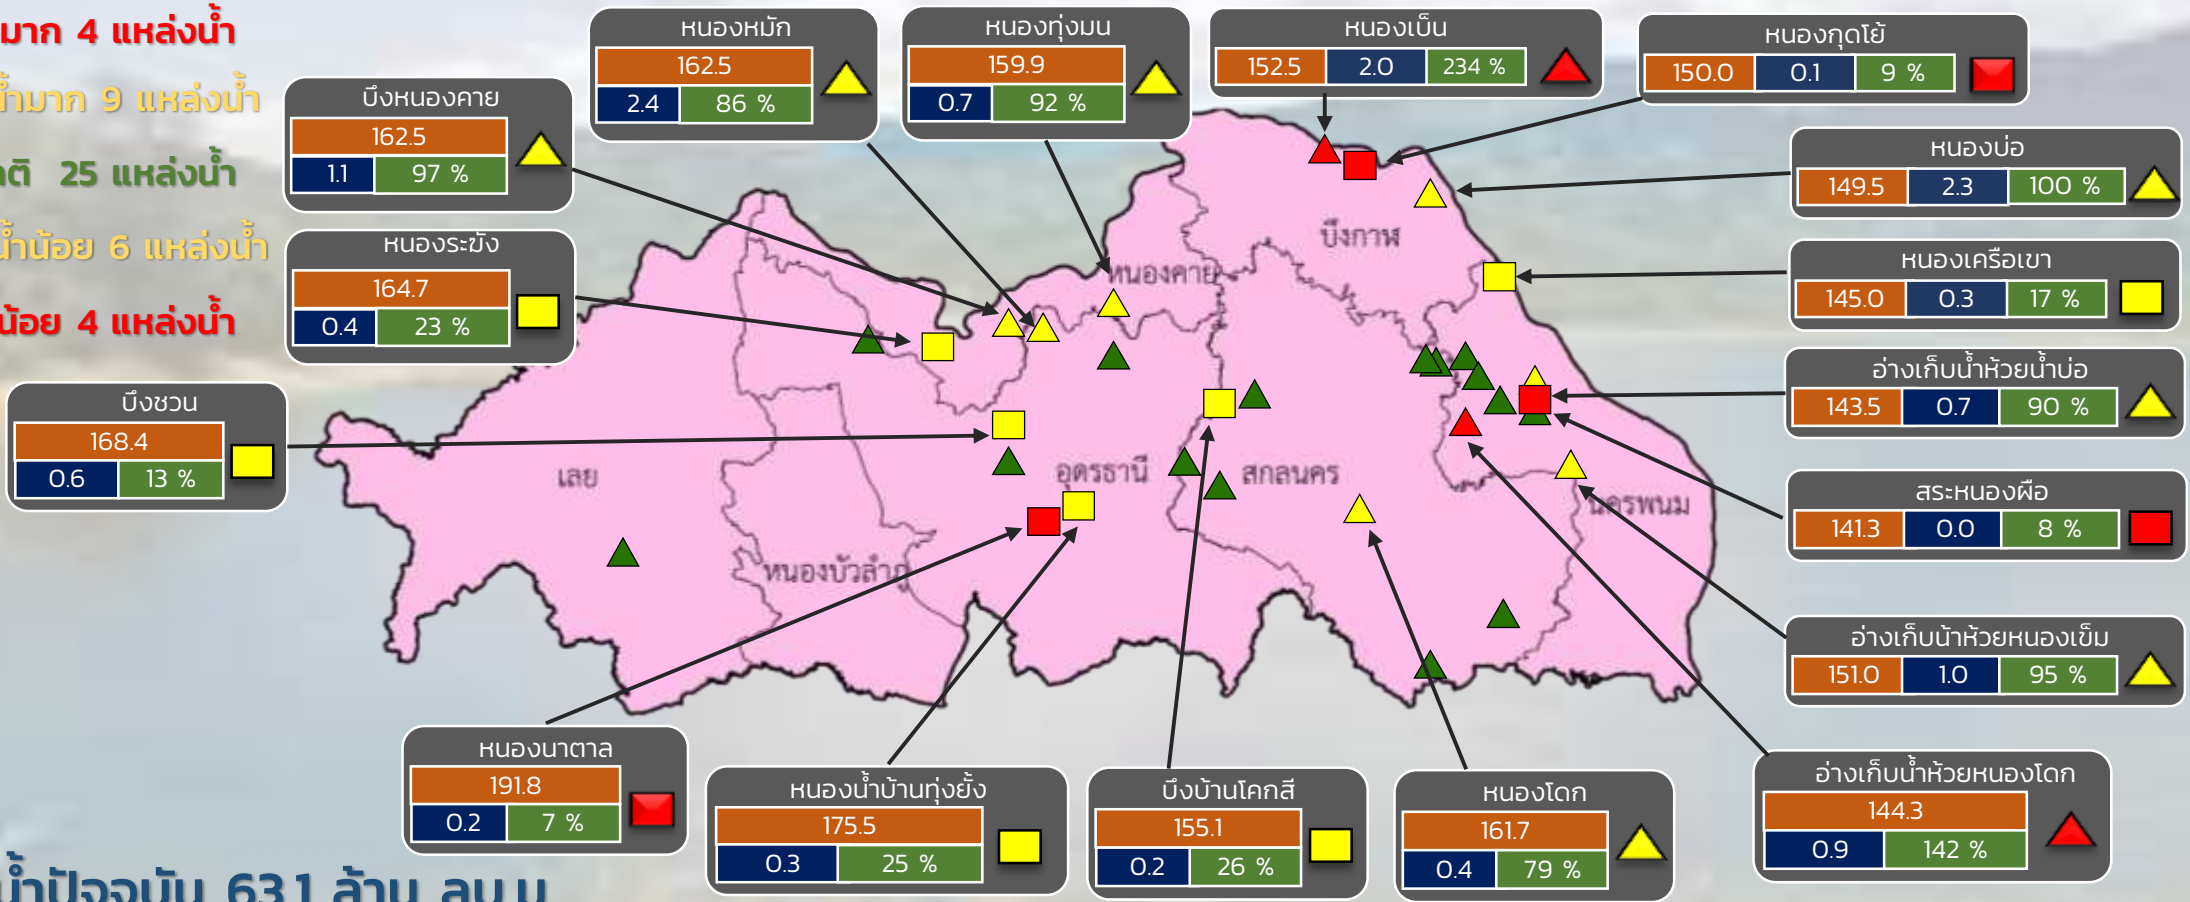 มาก 4 แหล่งน้ำ
น้ำมาก 9 แหล่งน้ำ
25 แหล่งน้ำ
น้ำน้อย 6 แหล่งน้ำ
น้อย 4 แหล่งน้ำ
หนองหมัก
162.5
2.4 86 %
หนองทุ่งมน
159.9
0.7 92 %
หนองเบ็น
152.5 2.0 234 %
หนองกุดโย้
150.0 0.1 9 %
บึงหนองคาย
162.5
1.1 97 %
หนองบ่อ
149.5 2.3 100 %
หนองระฆัง
164.7
0.4 23 %
หนองเครือเขา
145.0 0.3 17 %
อ่างเก็บน้ำห้วยน้ำบ่อ
143.5 0.7 90 %
บึงชวน
168.4
0.6 13 %
สระหนองผือ
141.3 0.0 8 %
อ่างเก็บน้าห้วยหนองเข็ม
151.0 1.0 95 %
บึงกาฬ
หนองคาย
เลย
อุดรธานี
สกลนคร
นครพนม
หนองบัวลำภู
หนองนาตาล
191.8
0.2 7 %
หนองน้ำบ้านทุ่งยั้ง
175.5
0.3 25 %
บึงบ้านโคกสี
155.1
0.2 26 %
หนองโดก
161.7
0.4 79 %
อ่างเก็บน้ำห้วยหนองโดก
144.3
0.9 142 %
น้ำปัจจุบัน 63.1 ล้าน ลบ.ม